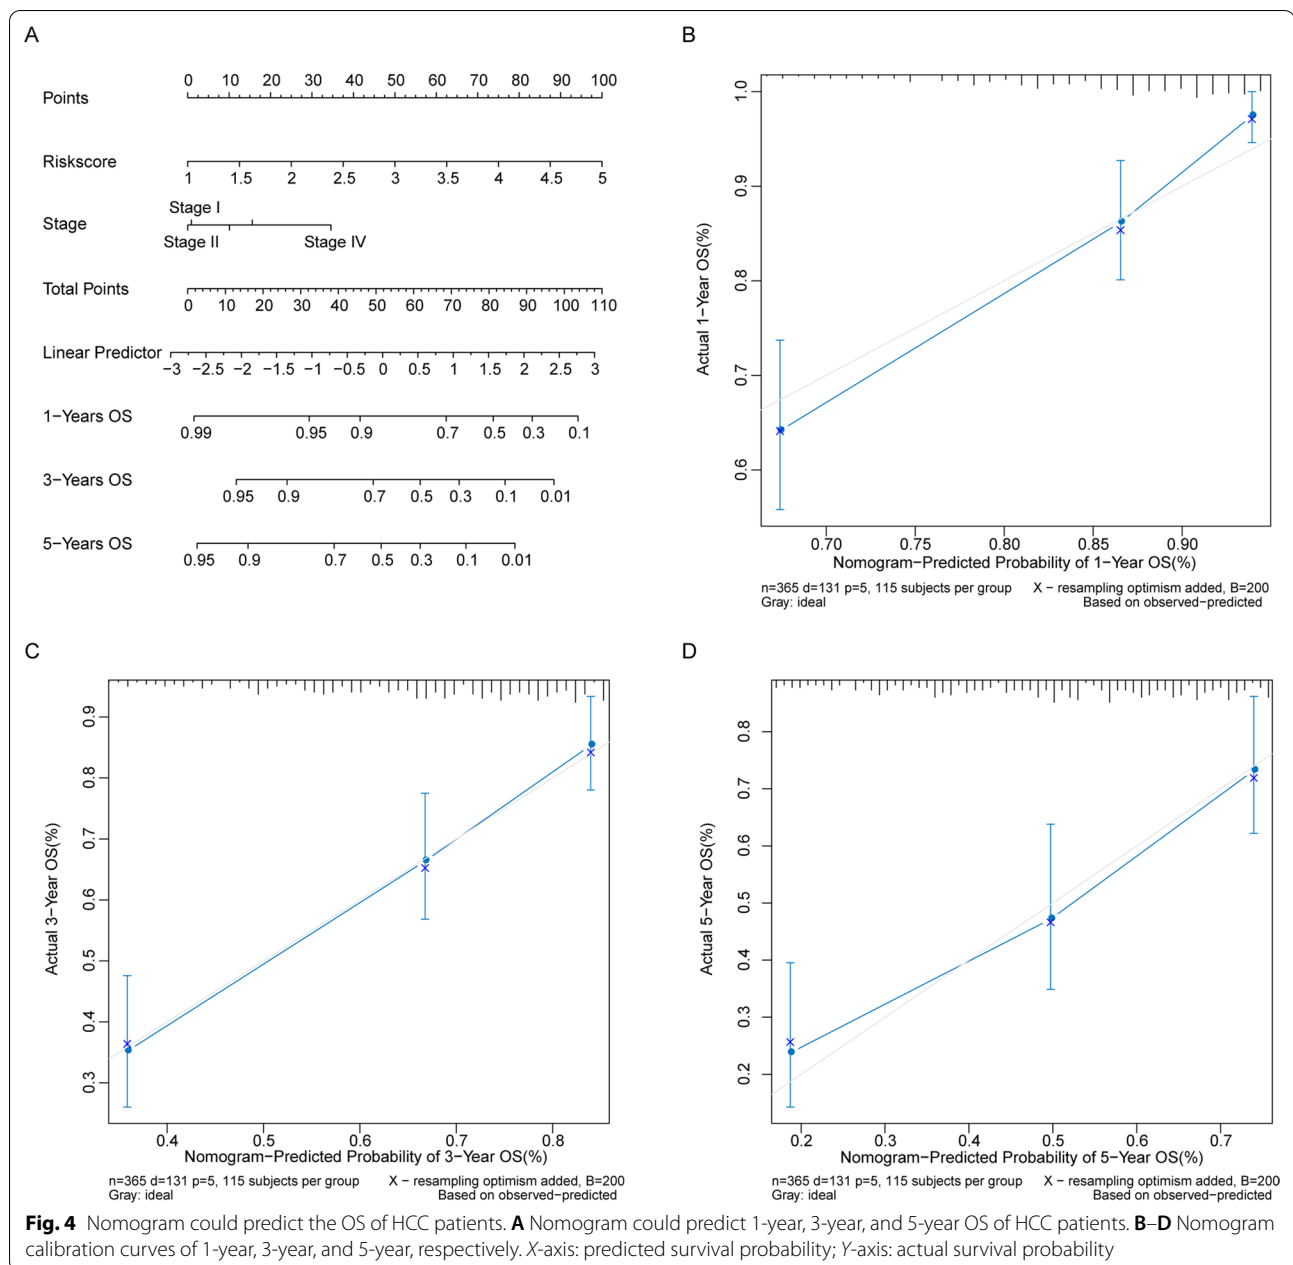 A
Points
0 10 20 30 40 50 60 70 80 90 100
Riskscore
1 1.5 2 2.5 3 3.5 4 4.5 5
Stage I
Stage
Stage II Stage IV
Total Points
0 10 20 30 40 50 60 70 80 90 100 110
Linear Predictor
−3 −2.5 −2 −1.5 −1 −0.5 0 0.5 1 1.5 2 2.5 3
1−Years OS
0.99 0.95 0.9 0.7 0.5 0.3 0.1
3−Years OS
0.95 0.9 0.7 0.5 0.3 0.1 0.01
5−Years OS
0.95 0.9 0.7 0.5 0.3 0.1 0.01
B
Actual 1−Year OS(%)
1.0
0.9
0.8
0.7
0.6
0.70 0.75 0.80 0.85 0.90
Nomogram−Predicted Probability of 1−Year OS(%)
n=365 d=131 p=5, 115 subjects per group X − resampling optimism added, B=200
Gray: ideal Based on observed−predicted
C
Actual 3−Year OS(%)
0.9
0.8
0.7
0.6
0.5
0.4
0.3
0.4 0.5 0.6 0.7 0.8
Nomogram−Predicted Probability of 3−Year OS(%)
n=365 d=131 p=5, 115 subjects per group X − resampling optimism added, B=200
Gray: ideal Based on observed−predicted
D
Actual 5−Year OS(%)
0.8
0.7
0.6
0.5
0.4
0.3
0.2
0.2 0.3 0.4 0.5 0.6 0.7
Nomogram−Predicted Probability of 5−Year OS(%)
n=365 d=131 p=5, 115 subjects per group X − resampling optimism added, B=200
Gray: ideal Based on observed−predicted
Fig. 4 Nomogram could predict the OS of HCC patients. A Nomogram could predict 1-year, 3-year, and 5-year OS of HCC patients. B–D Nomogram
calibration curves of 1-year, 3-year, and 5-year, respectively. X-axis: predicted survival probability; Y-axis: actual survival probability